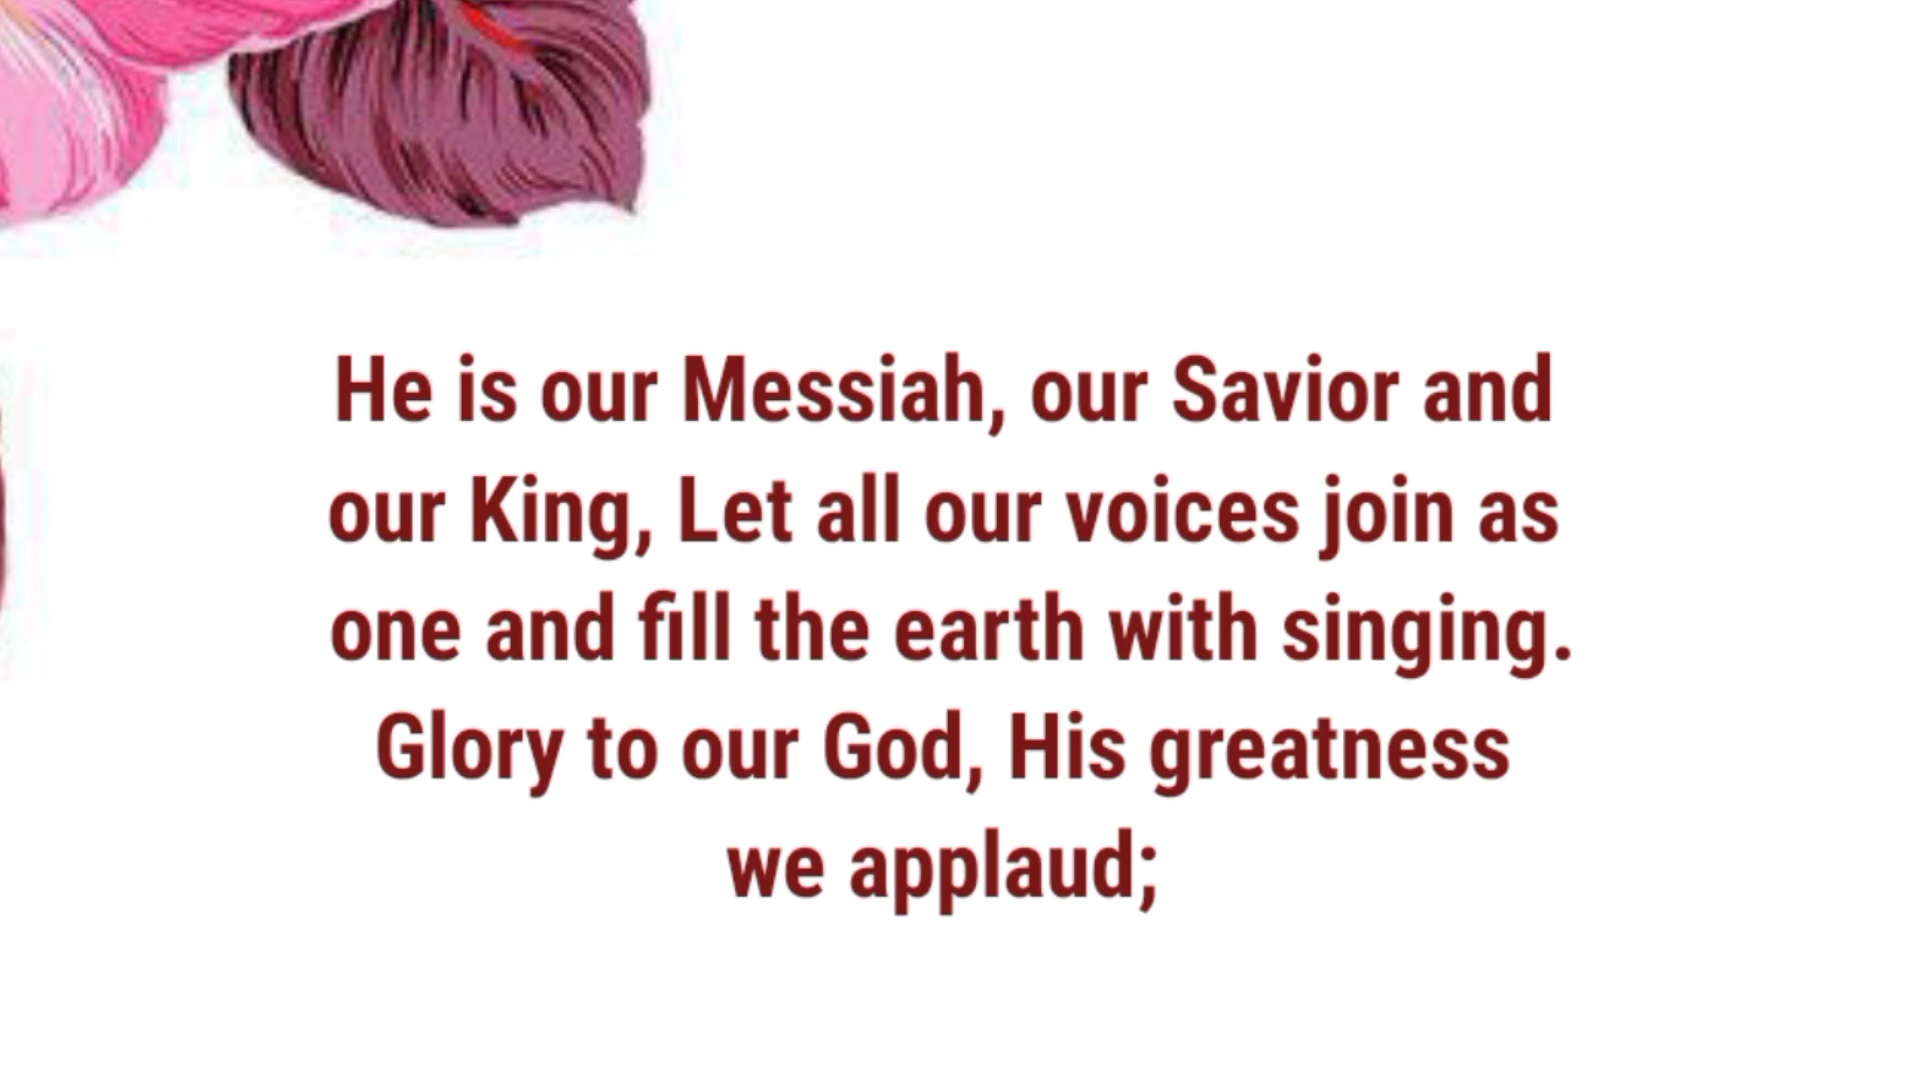 He is our Messiah, our Savior and
our King, Let all our voices join as
one and fill the earth with singing.
Glory to our God, His greatness
we applaud;